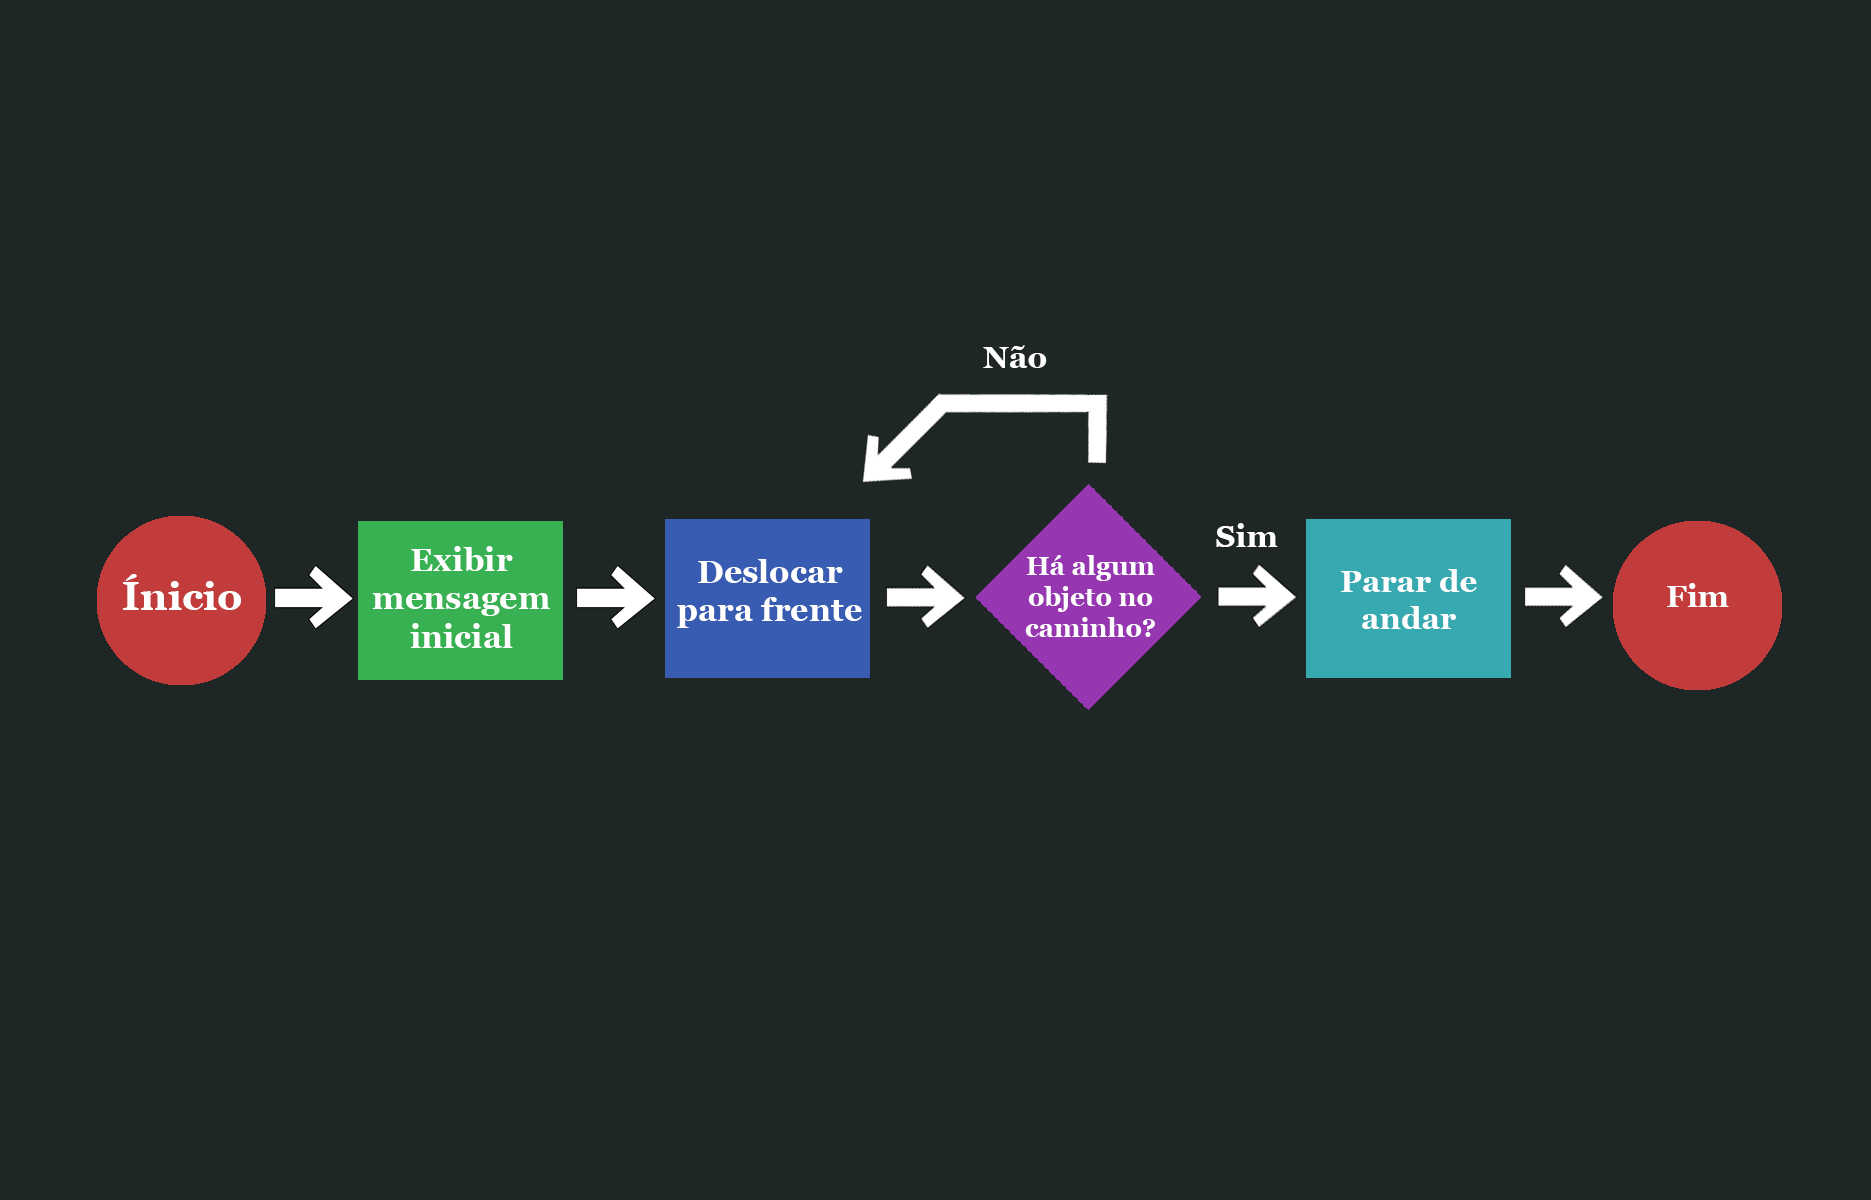 Não
Ínicio
Exibir
mensagem
inicial
Deslocar
para frente
Há algum
objeto no
caminho?
Sim
Parar de
andar
Fim